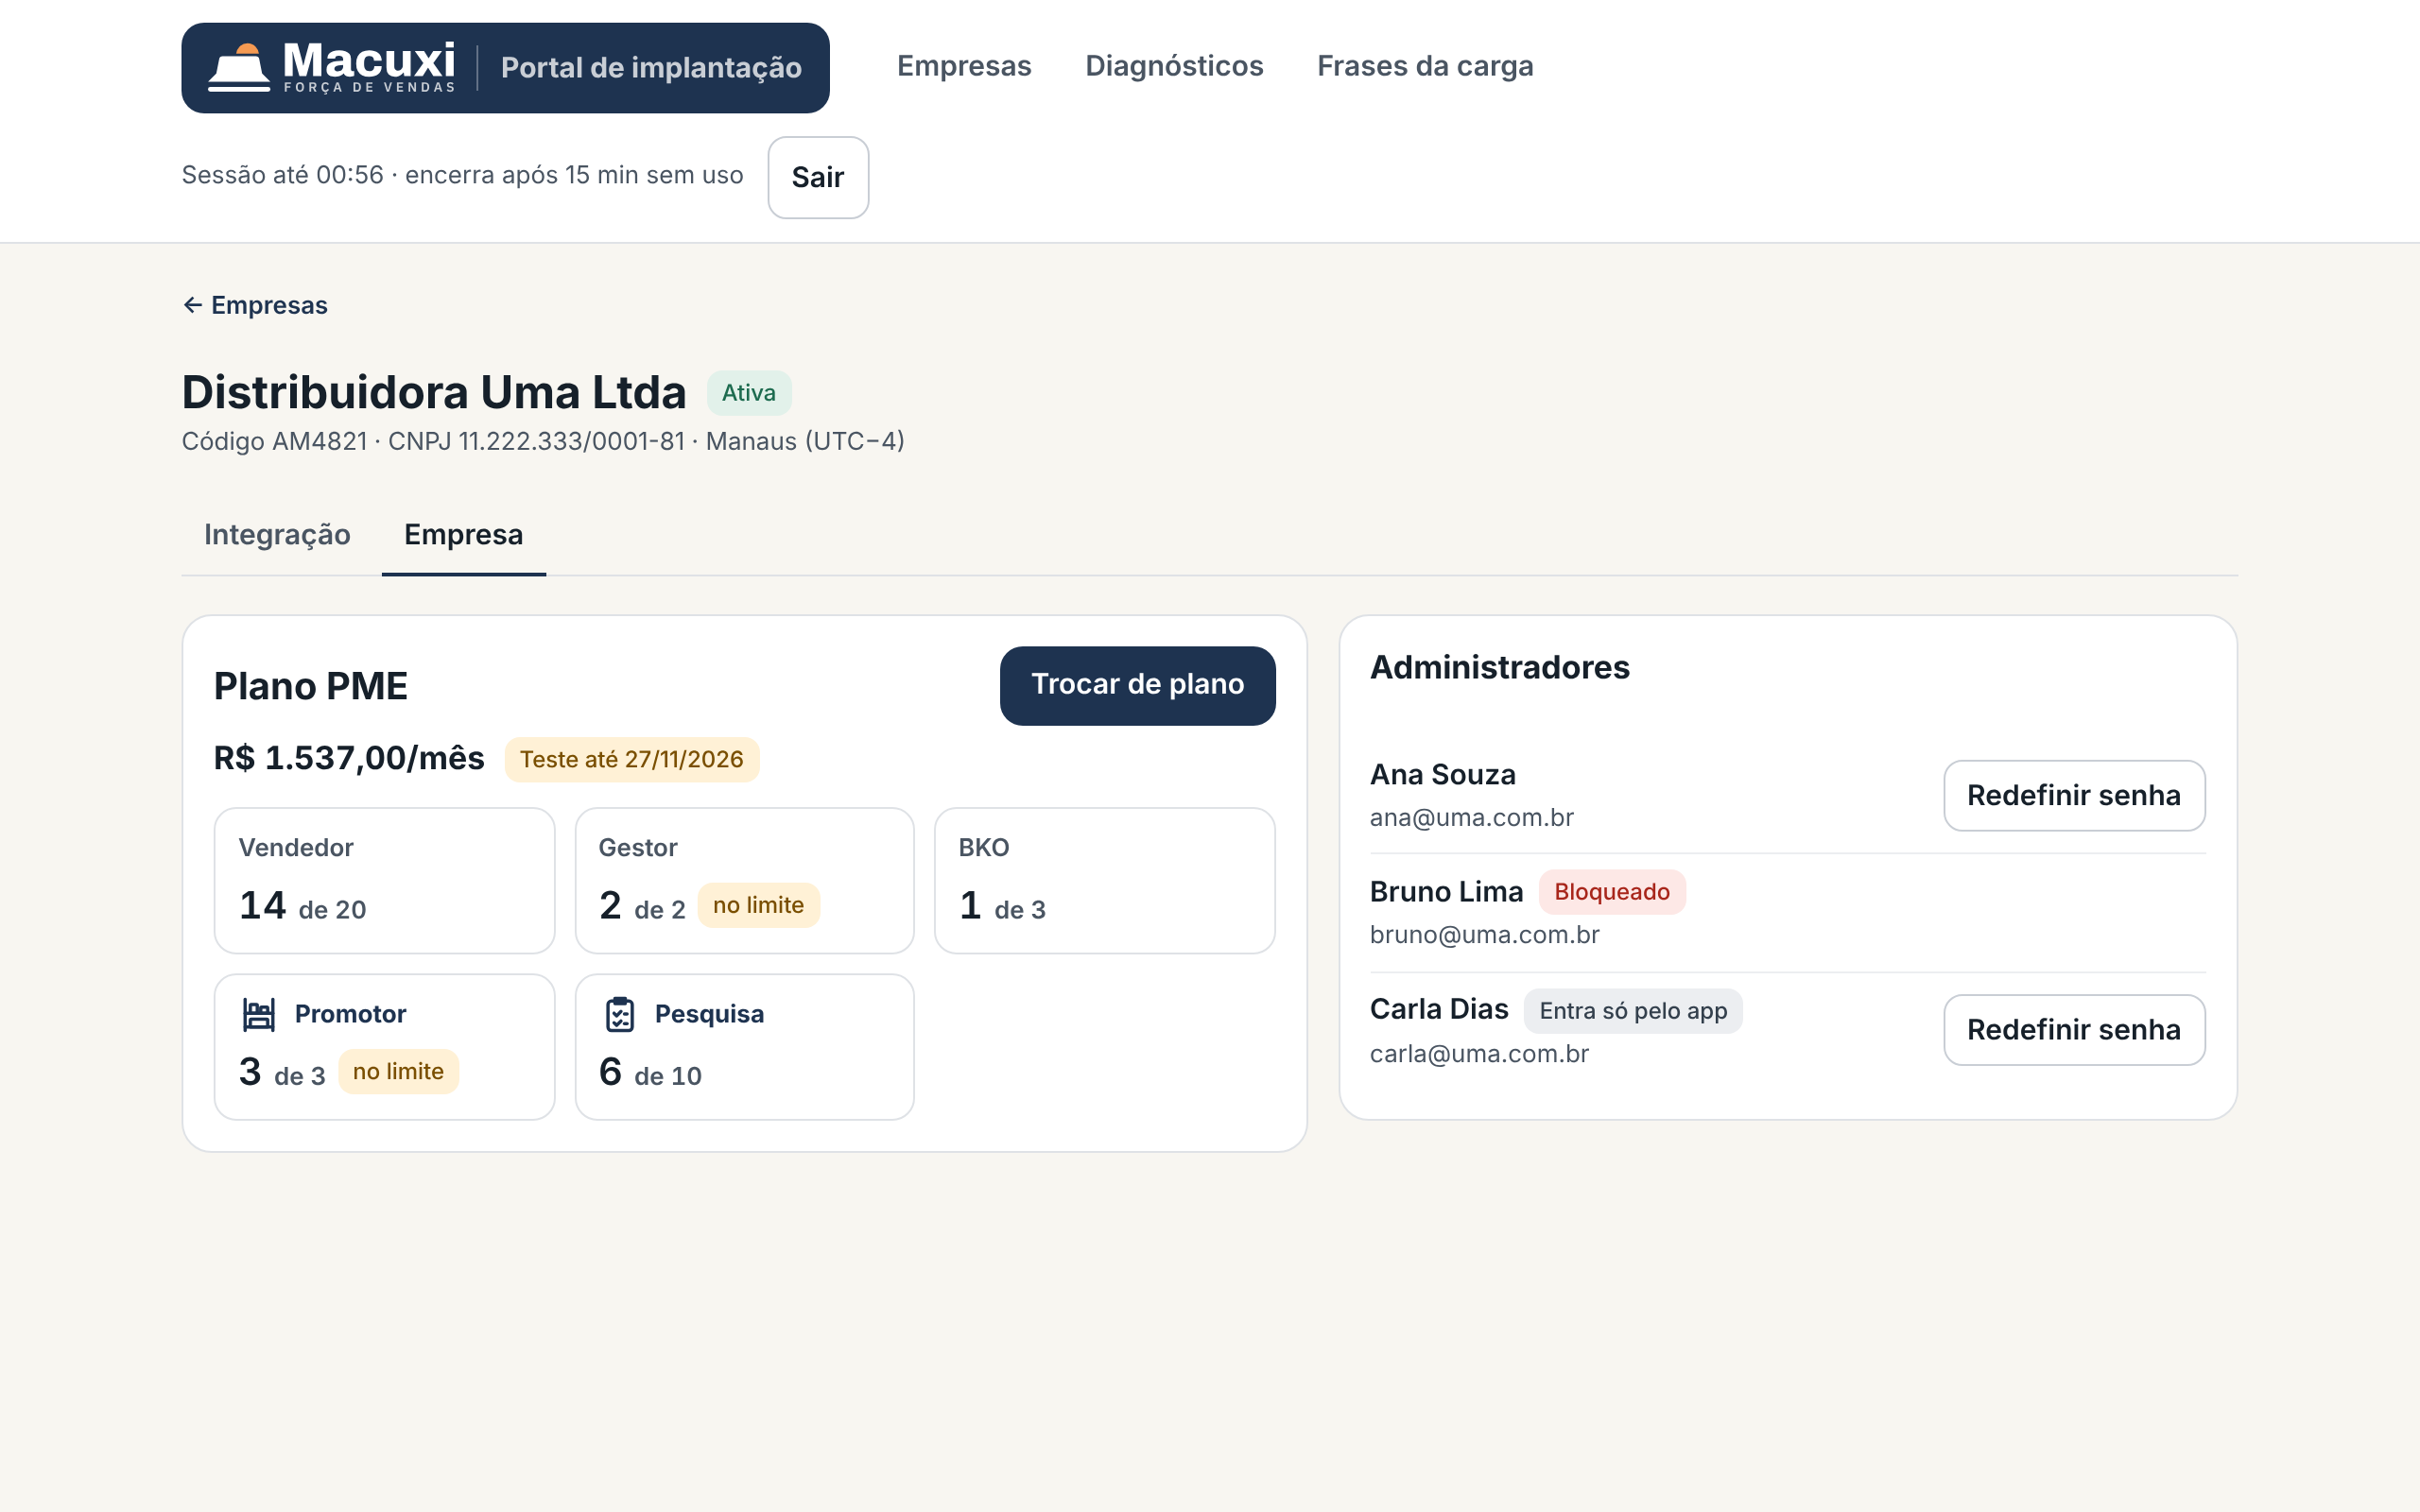 Macuxi
FORÇA DE VENDAS
Portal de implantação
Empresas
Diagnósticos
Frases da carga
Sessão até 00:56 · encerra após 15 min sem uso
Sair
← Empresas
Distribuidora Uma Ltda
Ativa
Código AM4821 · CNPJ 11.222.333/0001-81 · Manaus (UTC−4)
Integração
Empresa
Plano PME
Trocar de plano
R$ 1.537,00/mês
Teste até 27/11/2026
Vendedor
14 de 20
Gestor
2 de 2 no limite
BKO
1 de 3
Promotor
3 de 3 no limite
Pesquisa
6 de 10
Administradores
Ana Souza
ana@uma.com.br
Redefinir senha
Bruno Lima Bloqueado
bruno@uma.com.br
Carla Dias Entra só pelo app
carla@uma.com.br
Redefinir senha